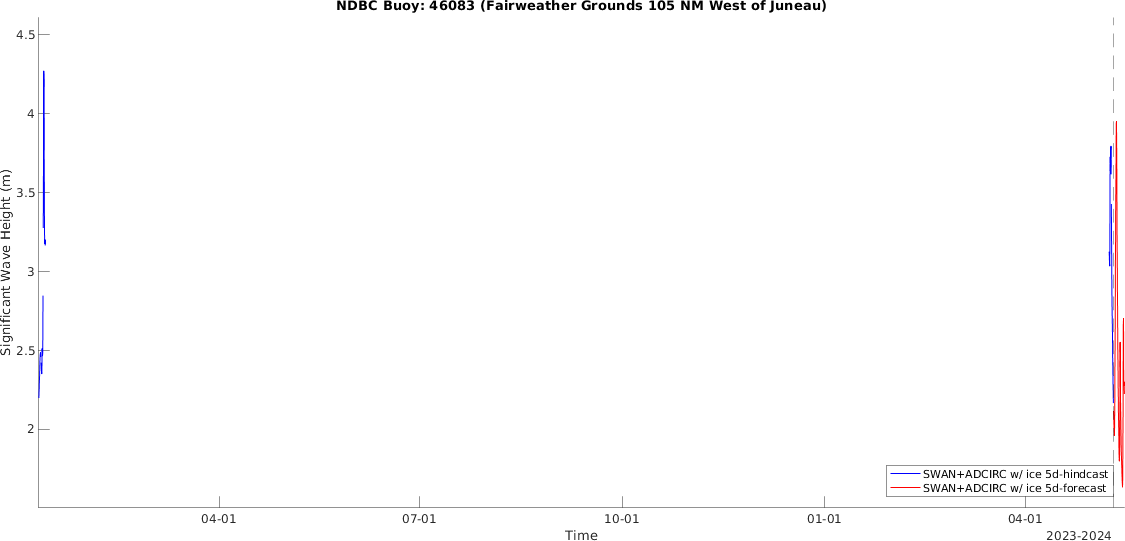 NDBC Buoy: 46083 (Fairweather Grounds 105 NM West of Juneau)
4.5
4
3.5
3
2.5
2
Significant Wave Height (m)
SWAN+ADCIRC w/ ice 5d-hindcast
SWAN+ADCIRC w/ ice 5d-forecast
04-01
07-01
10-01
01-01
04-01
Time
2023-2024